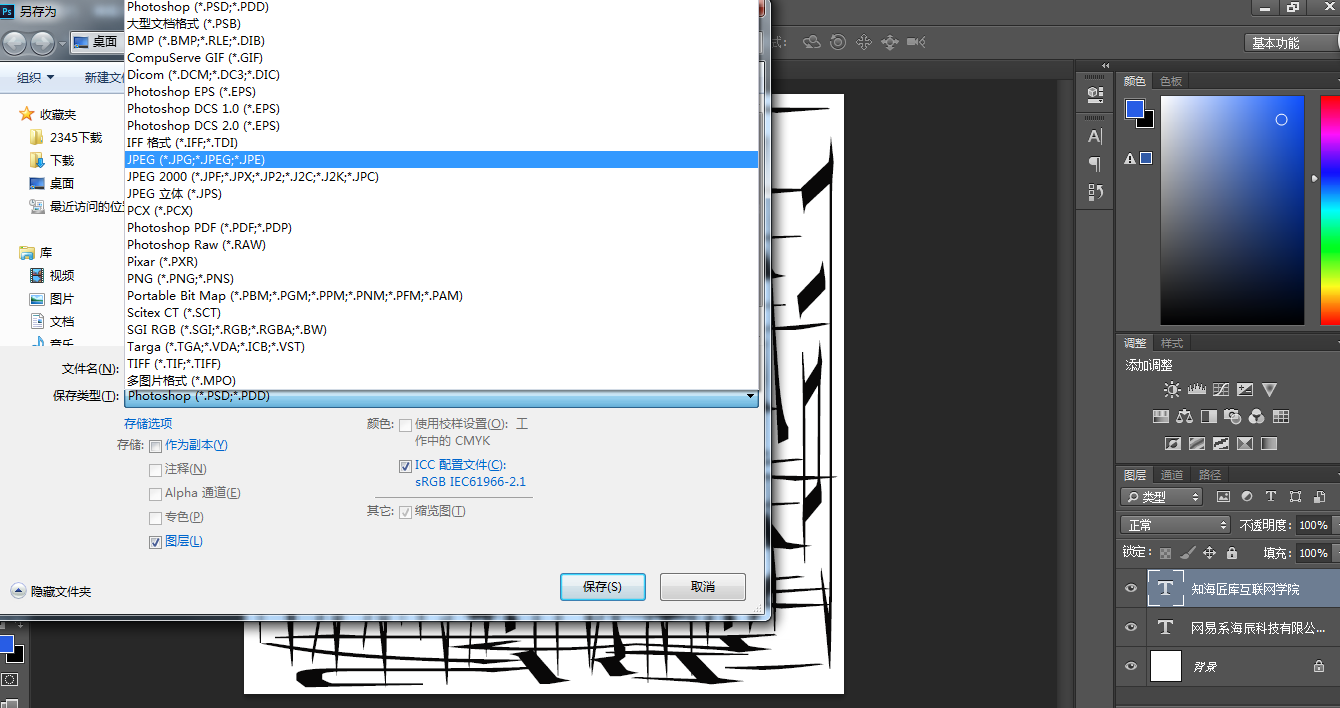 Ps 另存为
桌面
组织
新建文
收藏夹
2345下载
下载
桌面
最近访问的位
库
视频
图片
文档
音乐
Photoshop (*.PSD;*.PDD)
大型文档格式 (*.PSB)
BMP (*.BMP;*.RLE;*.DIB)
CompuServe GIF (*.GIF)
Dicom (*.DCM;*.DC3;*.DIC)
Photoshop EPS (*.EPS)
Photoshop DCS 1.0 (*.EPS)
Photoshop DCS 2.0 (*.EPS)
IFF 格式 (*.IFF;*.TDI)
JPEG (*.JPG;*.JPEG;*.JPE)
JPEG 2000 (*.JPF;*.JPX;*.JP2;*.J2C;*.J2K;*.JPC)
JPEG 立体 (*.JPS)
PCX (*.PCX)
Photoshop PDF (*.PDF;*.PDP)
Photoshop Raw (*.RAW)
Pixar (*.PXR)
PNG (*.PNG;*.PNS)
Portable Bit Map (*.PBM;*.PGM;*.PPM;*.PNM;*.PFM;*.PAM)
Scitex CT (*.SCT)
SGI RGB (*.SGI;*.RGB;*.RGBA;*.BW)
Targa (*.TGA;*.VDA;*.ICB;*.VST)
TIFF (*.TIF;*.TIFF)
多图片格式 (*.MPO)
文件名(N):
保存类型(T): Photoshop (*.PSD;*.PDD)
存储选项
存储: 作为副本(Y)
注释(N)
Alpha 通道(E)
专色(P)
图层(L)
颜色: 使用校样设置(O): 工
作中的 CMYK
ICC 配置文件(C):
sRGB IEC61966-2.1
其它: 缩览图(T)
隐藏文件夹
保存(S) 取消
式:
基本功能
颜色 色板
调整 样式
添加调整
图层 通道 路径
类型
正常 不透明度: 100%
锁定: 填充: 100%
T 知海匠库互联网学院
T 网易系海辰科技有限公...
背景